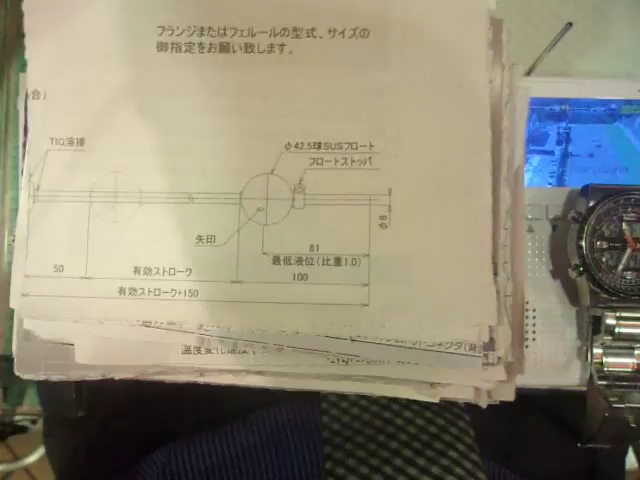 フランジまたはフェルールの型式、サイズの
御指定をお願い致します。
合)
TIG溶接
φ42.5球SUSフロート
フロートストッパ
矢印
φ8
81
最低液位(比重1.0)
50
有効ストローク
100
有効ストローク+150